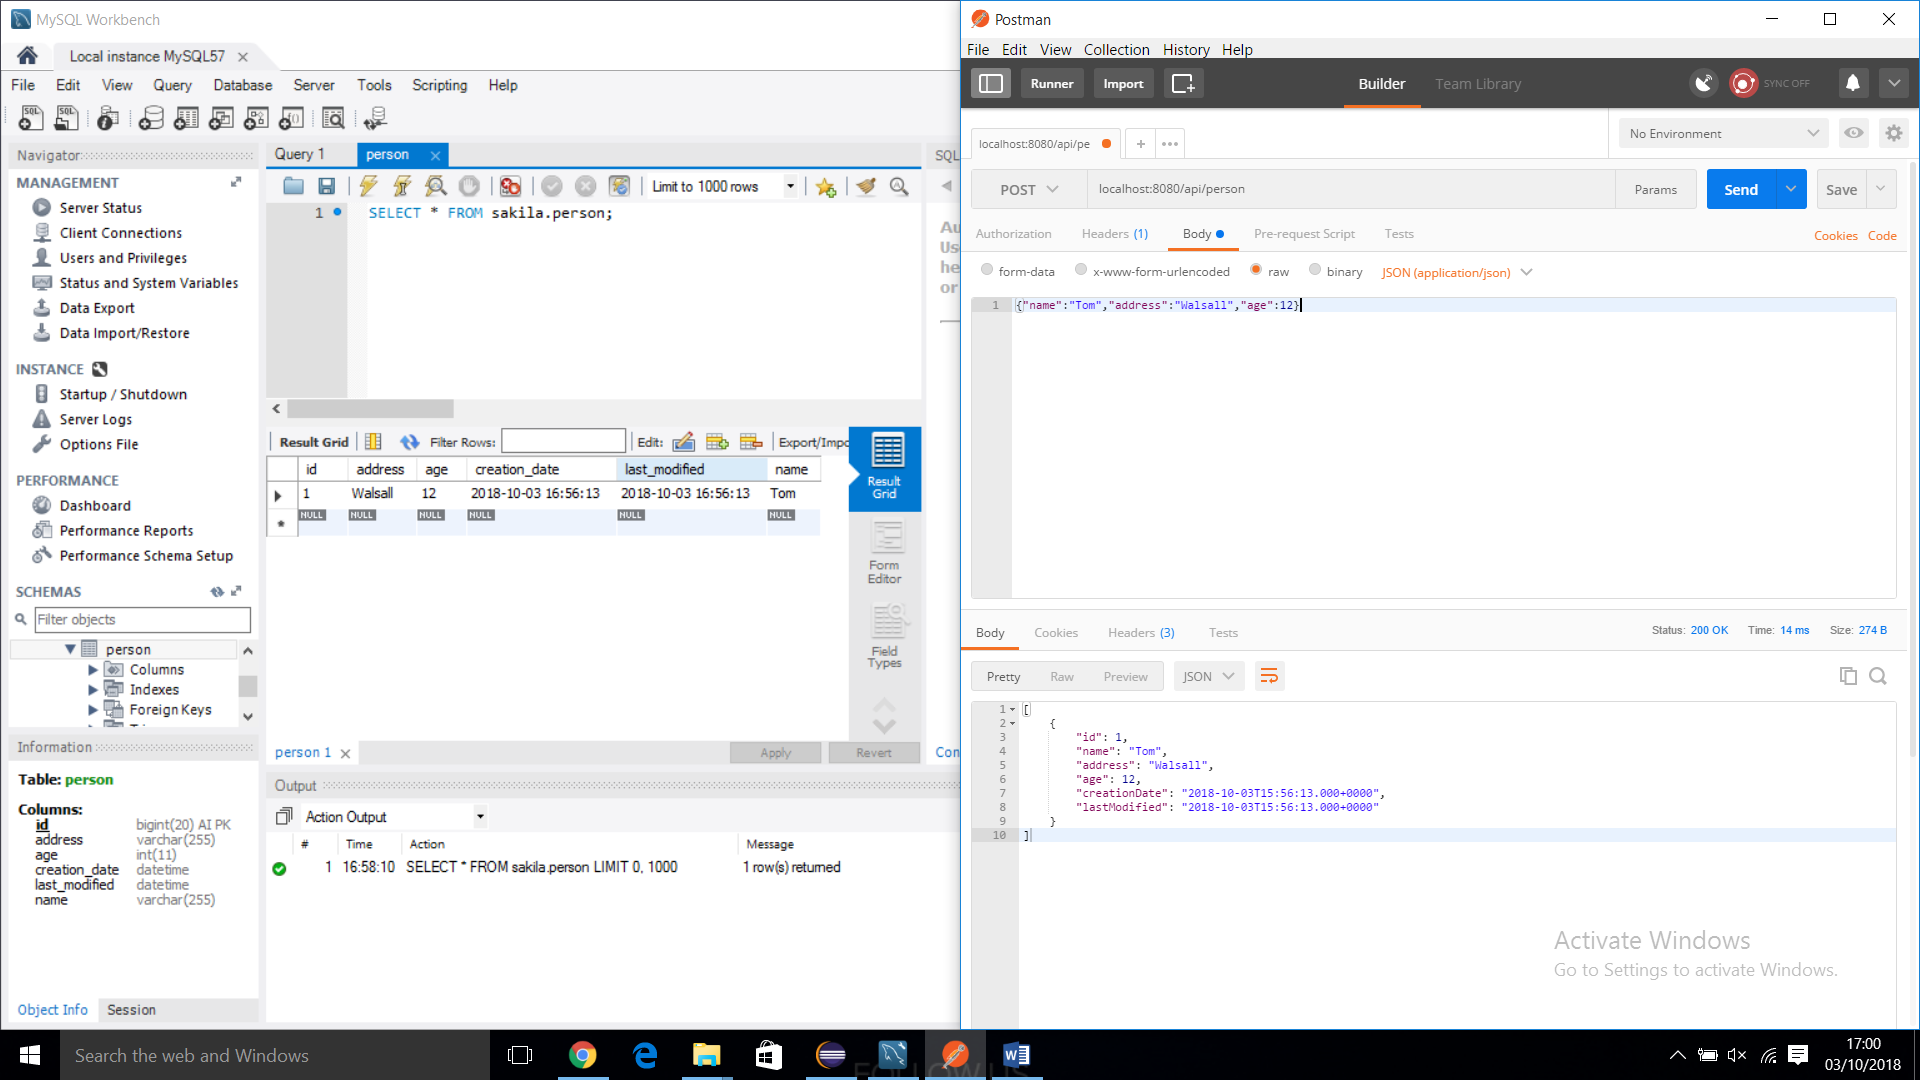 MySQL Workbench
Local instance MySQL57
File Edit View Query Database Server Tools Scripting Help
Navigator
MANAGEMENT
Server Status
Client Connections
Users and Privileges
Status and System Variables
Data Export
Data Import/Restore
INSTANCE
Startup / Shutdown
Server Logs
Options File
PERFORMANCE
Dashboard
Performance Reports
Performance Schema Setup
SCHEMAS
Filter objects
person
Columns
Indexes
Foreign Keys
Information
Table: person
Columns:
id bigint(20) AI PK
address varchar(255)
age int(11)
creation_date datetime
last_modified datetime
name varchar(255)
Object Info Session
Query 1 person
SQL
Limit to 1000 rows
1 SELECT * FROM sakila.person;
Au
Us
he
or
Result Grid Filter Rows: Edit: Export/Impo
id address age creation_date last_modified name
1 Walsall 12 2018-10-03 16:56:13 2018-10-03 16:56:13 Tom
* NULL NULL NULL NULL NULL NULL
Result
Grid
Form
Editor
Field
Types
person 1 Apply Revert Con
Output
Action Output
# Time Action Message
1 16:58:10 SELECT * FROM sakila.person LIMIT 0, 1000 1 row(s) returned
Postman
File Edit View Collection History Help
Runner Import Builder Team Library SYNC OFF
localhost:8080/api/pe + ••• No Environment
POST localhost:8080/api/person Params Send Save
Authorization Headers (1) Body Pre-request Script Tests Cookies Code
form-data x-www-form-urlencoded raw binary JSON (application/json)
1 {"name":"Tom","address":"Walsall","age":12}
Body Cookies Headers (3) Tests Status: 200 OK Time: 14 ms Size: 274 B
Pretty Raw Preview JSON
1 [
2 {
3 "id": 1,
4 "name": "Tom",
5 "address": "Walsall",
6 "age": 12,
7 "creationDate": "2018-10-03T15:56:13.000+0000",
8 "lastModified": "2018-10-03T15:56:13.000+0000"
9 }
10 ]
Activate Windows
Go to Settings to activate Windows.
Search the web and Windows
17:00
03/10/2018